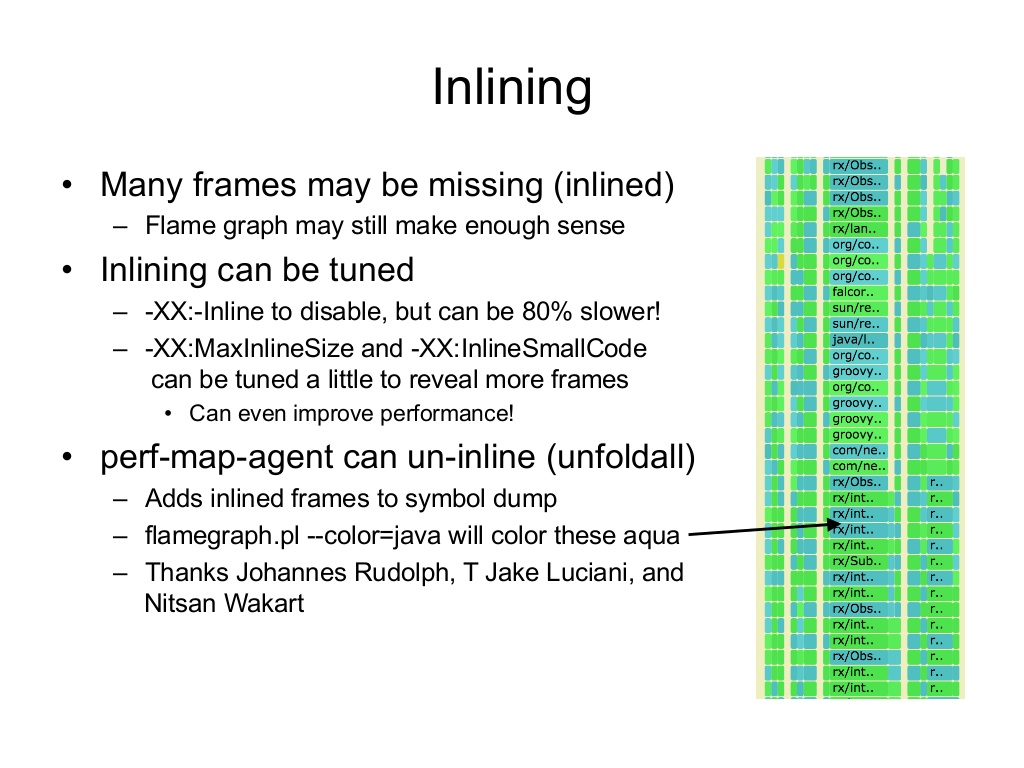 Inlining
• Many frames may be missing (inlined)
– Flame graph may still make enough sense
• Inlining can be tuned
– -XX:-Inline to disable, but can be 80% slower!
– -XX:MaxInlineSize and -XX:InlineSmallCode
can be tuned a little to reveal more frames
• Can even improve performance!
• perf-map-agent can un-inline (unfoldall)
– Adds inlined frames to symbol dump
– flamegraph.pl --color=java will color these aqua
– Thanks Johannes Rudolph, T Jake Luciani, and
Nitsan Wakart
rx/Obs..
rx/Obs..
rx/Obs..
rx/Obs..
rx/lan..
org/co..
org/co..
org/co..
falcor..
sun/re..
sun/re..
java/l..
org/co..
groovy..
org/co..
groovy..
groovy..
groovy..
com/ne..
com/ne..
rx/Obs.. r..
rx/int.. r..
rx/int.. r..
rx/int.. r..
rx/int.. r..
rx/Sub.. r..
rx/int.. r..
rx/int.. r..
rx/Obs.. r..
rx/int.. r..
rx/int.. r..
rx/Obs.. r..
rx/int.. r..
rx/int.. r..